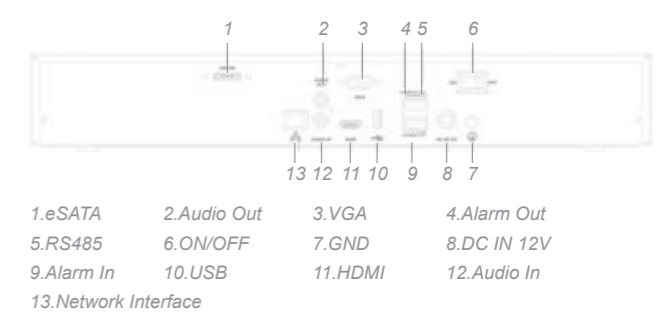 1 2 3 4 5 6
13 12 11 10 9 8 7
1.eSATA 2.Audio Out 3.VGA 4.Alarm Out
5.RS485 6.ON/OFF 7.GND 8.DC IN 12V
9.Alarm In 10.USB 11.HDMI 12.Audio In
13.Network Interface